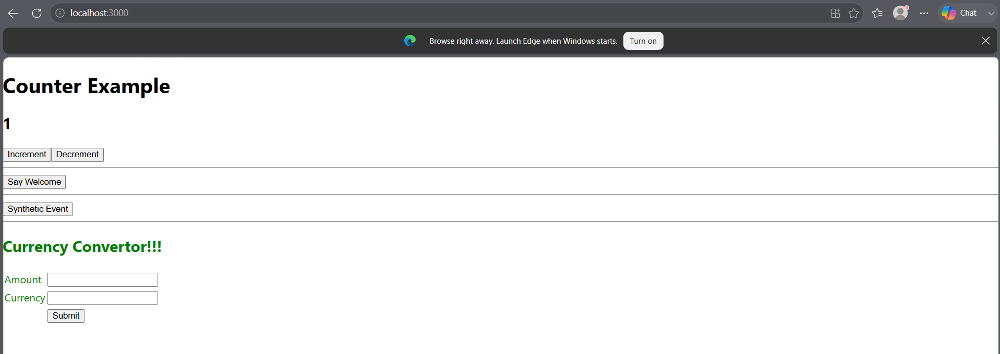 localhost:3000
Chat
Browse right away. Launch Edge when Windows starts. Turn on
Counter Example
1
Increment Decrement
Say Welcome
Synthetic Event
Currency Convertor!!!
Amount
Currency
Submit